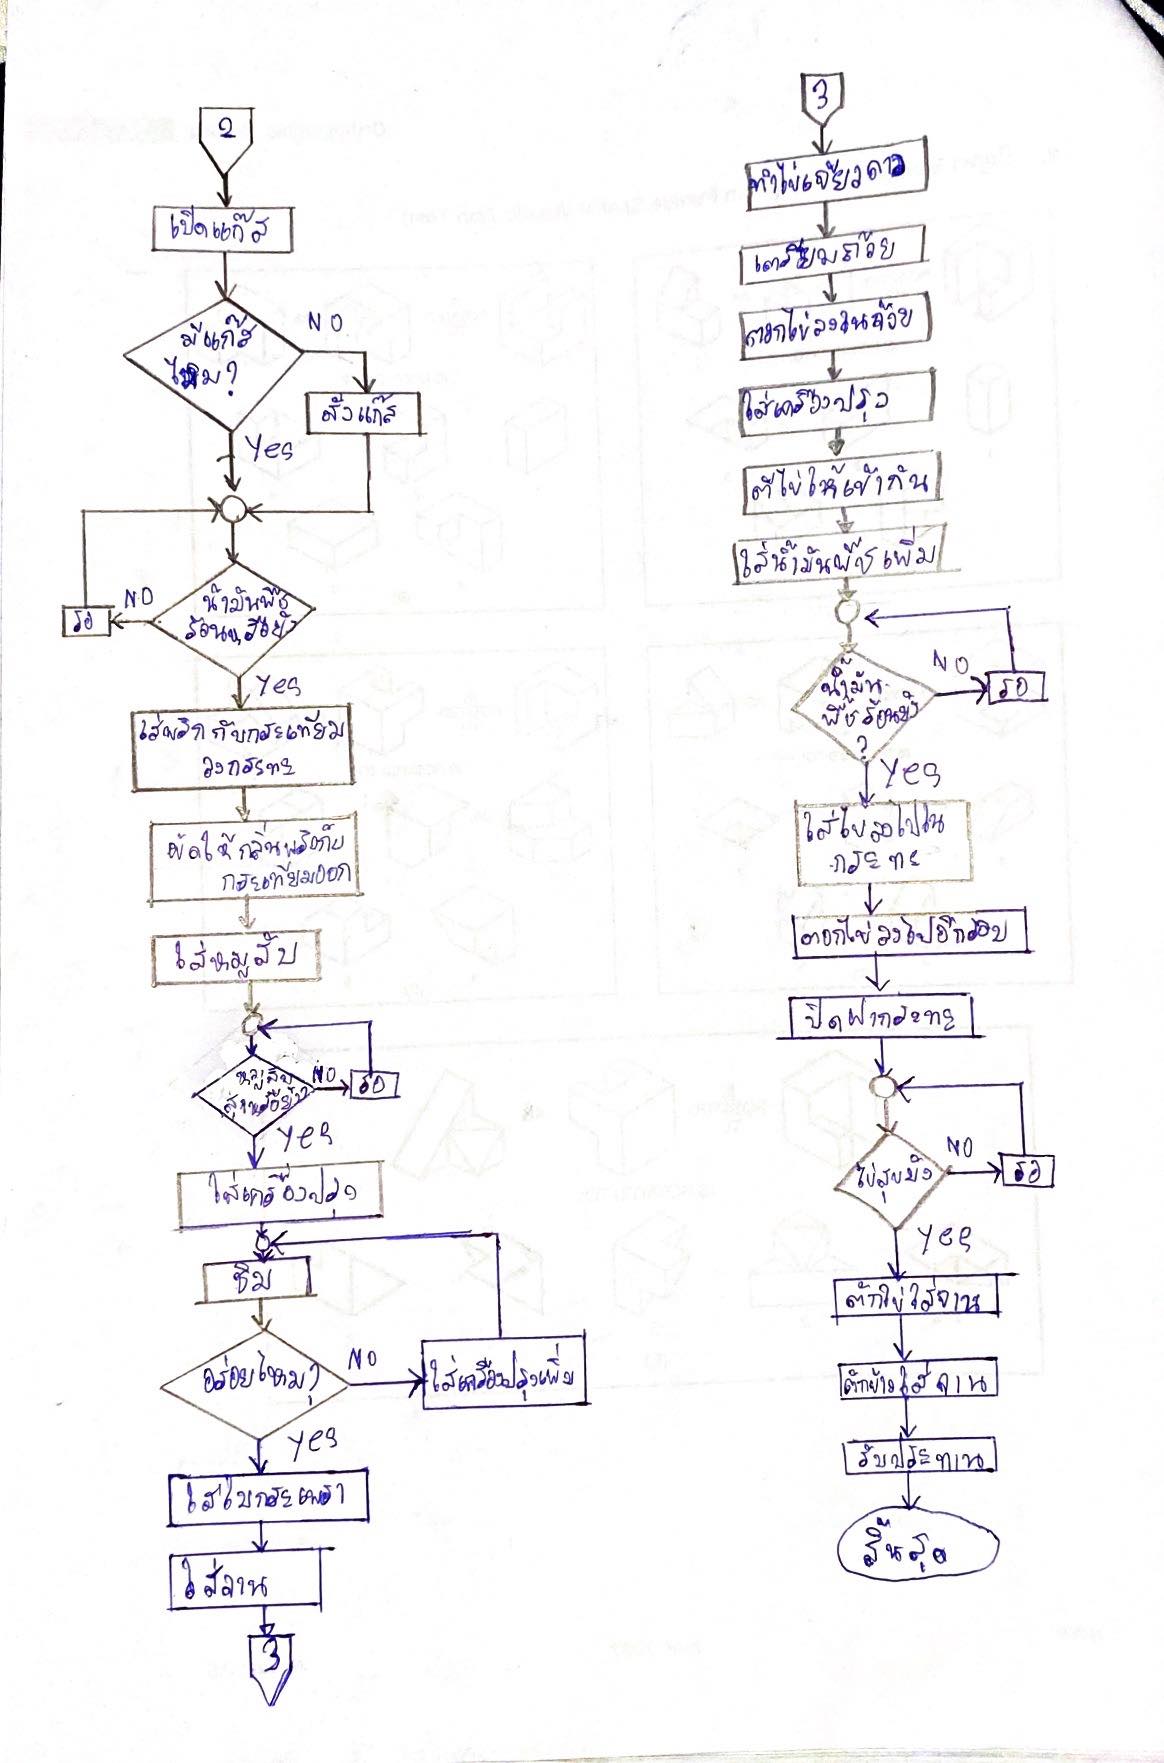 2
เปิดแก๊ส
มีแก๊ส
ไหม?
NO
สั่งแก๊ส
Yes
น้ำมันพืช
ร้อนหรือยัง
NO
รอ
Yes
ใส่พริกกับกระเทียม
ลงกระทะ
ผัดให้กลิ่นพริกกับ
กระเทียมออก
ใส่หมูสับ
หมูสับ
สุกหรือยัง?
NO
รอ
Yes
ใส่เครื่องปรุง
ชิม
อร่อยไหม?
NO
ใส่เครื่องปรุงเพิ่ม
Yes
ใส่ใบกระเพรา
ใส่จาน
3
3
ทำไข่เจียวดาว
เตรียมถ้วย
ตอกไข่ลงในถ้วย
ใส่เครื่องปรุง
ตีไข่ให้เข้ากัน
ใส่น้ำมันพืชเพิ่ม
น้ำมัน
พืชร้อนยัง
?
NO
รอ
Yes
ใส่ไข่ลงไปใน
กระทะ
ตอกไข่ลงไปอีกรอบ
ปิดฝากระทะ
ไข่สุขยัง
NO
รอ
Yes
ตักไข่ใส่จาน
ตักข้าวใส่จาน
รับประทาน
สิ้นสุด